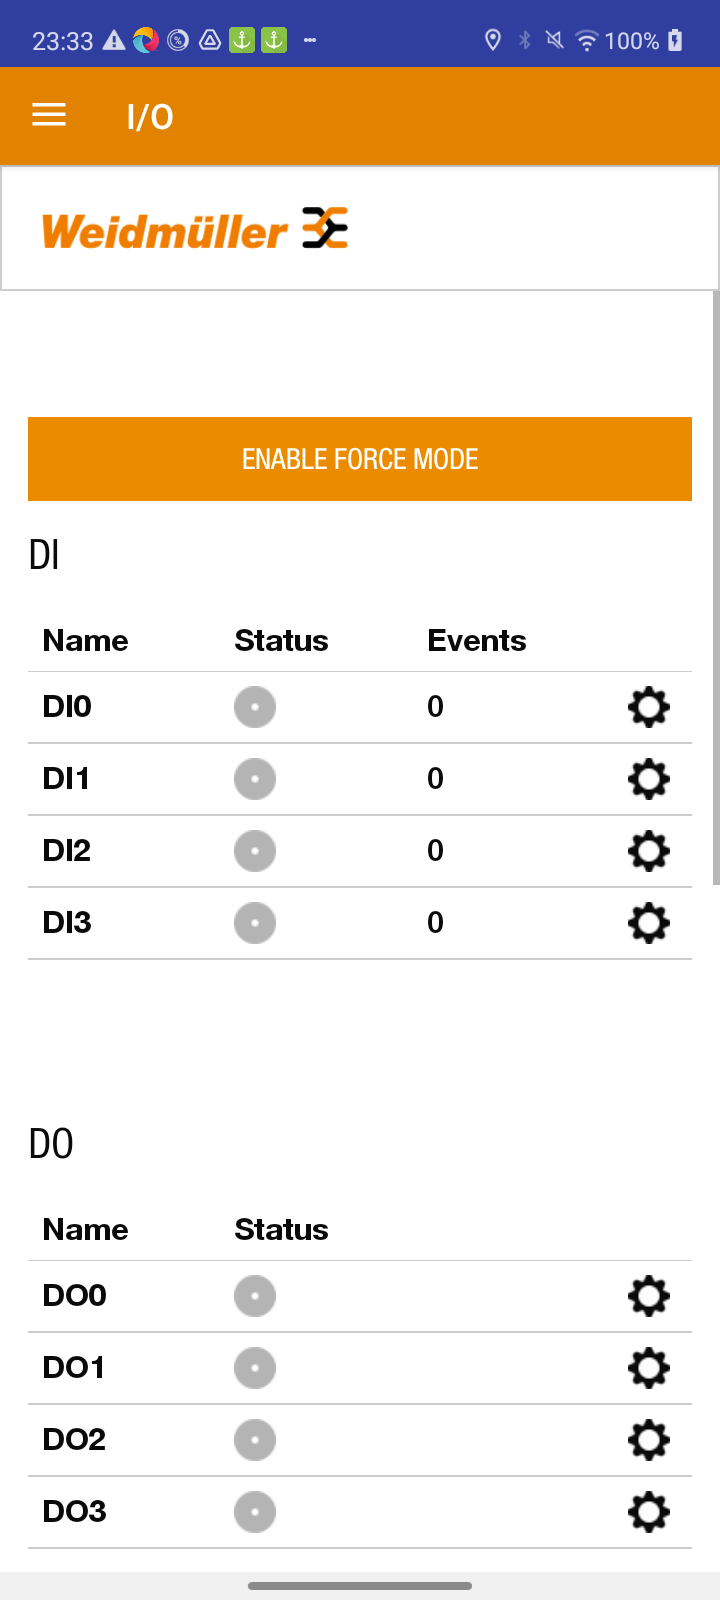 23:33 100%
I/O
Weidmüller
ENABLE FORCE MODE
DI
Name Status Events
DI0 0
DI1 0
DI2 0
DI3 0
DO
Name Status
DO0
DO1
DO2
DO3